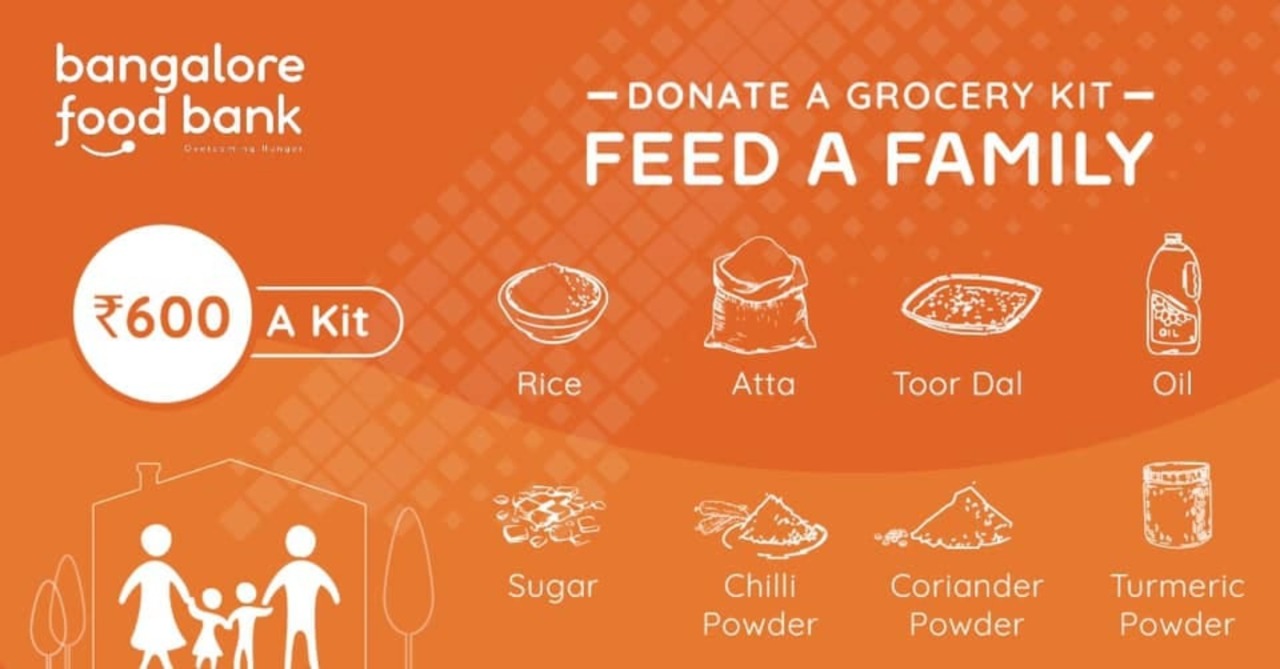 bangalore
food bank
Overcoming Hunger
DONATE A GROCERY KIT
FEED A FAMILY
₹600 A Kit
Rice
Atta
Toor Dal
OIL
Oil
Sugar
Chilli
Powder
Coriander
Powder
Turmeric
Powder